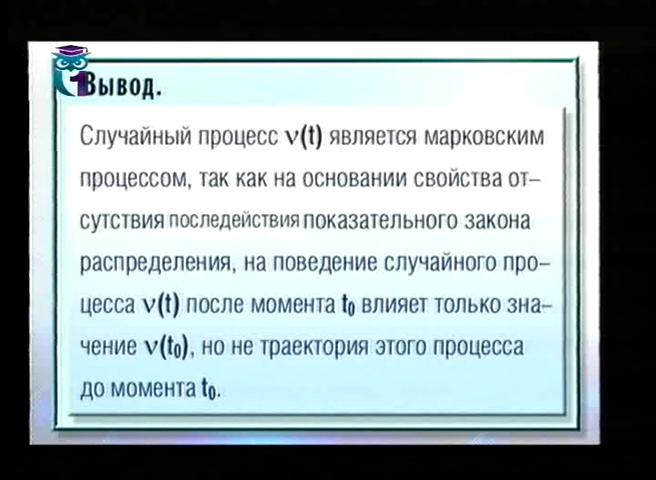 1
Вывод.
Случайный процесс ν(t) является марковским
процессом, так как на основании свойства от–
сутствия последействия показательного закона
распределения, на поведение случайного про–
цесса ν(t) после момента t₀ влияет только зна–
чение ν(t₀), но не траектория этого процесса
до момента t₀.